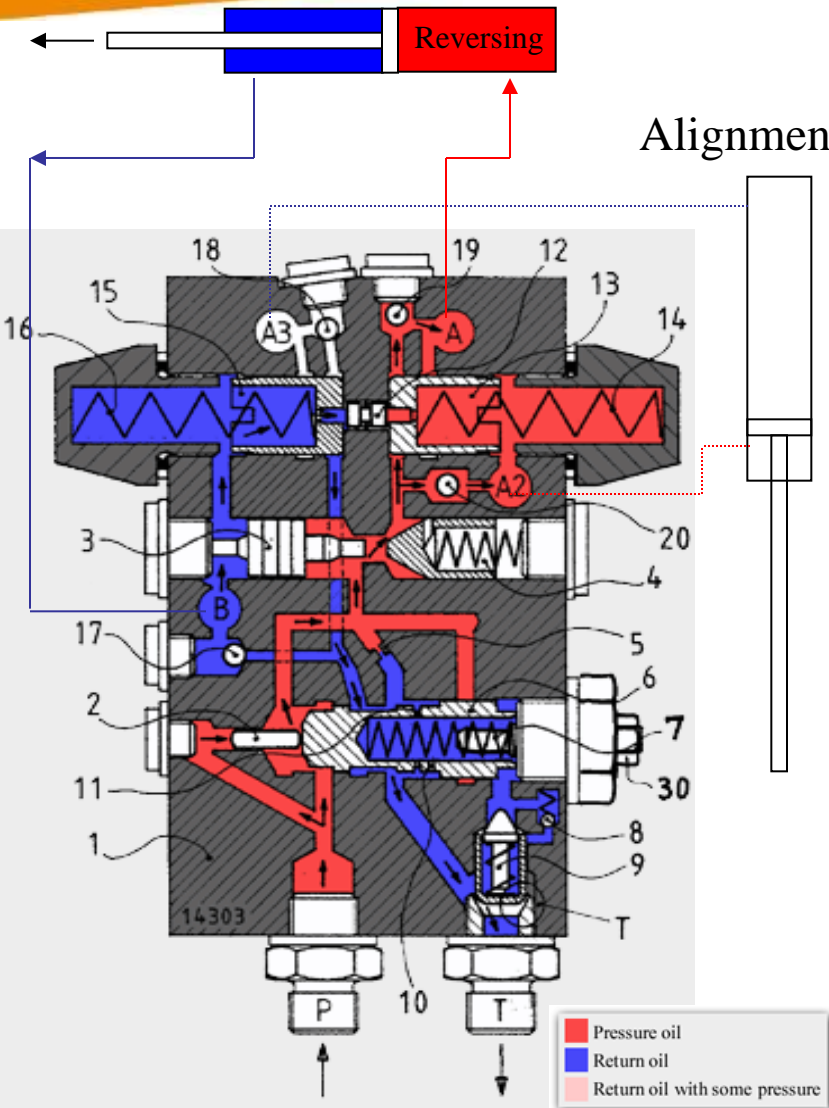 Reversing
Alignmen
18
19
12
15
13
16
A3
A
14
A2
3
20
4
B
5
17
6
2
7
11
30
1
8
9
14303
T
10
P
T
Pressure oil
Return oil
Return oil with some pressure